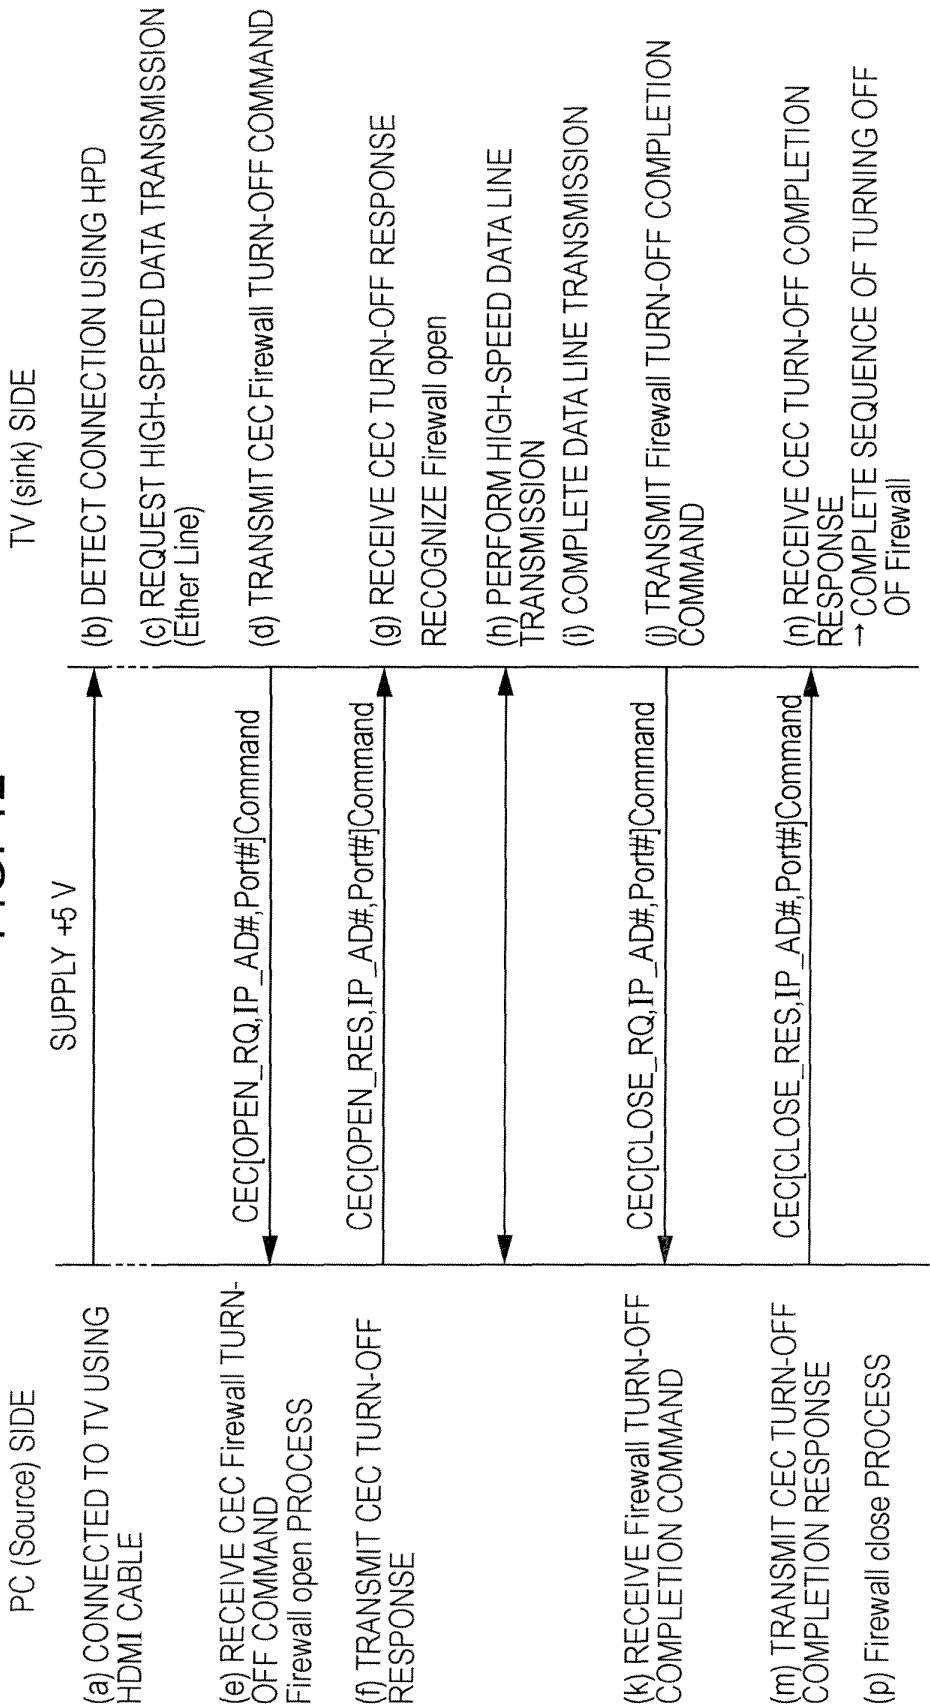 PC (Source) SIDE
(a) CONNECTED TO TV USING
HDMI CABLE
(e) RECEIVE CEC Firewall TURN-
OFF COMMAND
Firewall open PROCESS
(f) TRANSMIT CEC TURN-OFF
RESPONSE
(k) RECEIVE Firewall TURN-OFF
COMPLETION COMMAND
(m) TRANSMIT CEC TURN-OFF
COMPLETION RESPONSE
(p) Firewall close PROCESS
SUPPLY +5 V
CEC[OPEN_RQ,IP_AD#,Port#]Command
CEC[OPEN_RES,IP_AD#,Port#]Command
CEC[CLOSE_RQ,IP_AD#,Port#]Command
CEC[CLOSE_RES,IP_AD#,Port#]Command
TV (sink) SIDE
(b) DETECT CONNECTION USING HPD
(c) REQUEST HIGH-SPEED DATA TRANSMISSION
(Ether Line)
(d) TRANSMIT CEC Firewall TURN-OFF COMMAND
(g) RECEIVE CEC TURN-OFF RESPONSE
RECOGNIZE Firewall open
(h) PERFORM HIGH-SPEED DATA LINE
TRANSMISSION
(i) COMPLETE DATA LINE TRANSMISSION
(j) TRANSMIT Firewall TURN-OFF COMPLETION
COMMAND
(n) RECEIVE CEC TURN-OFF COMPLETION
RESPONSE
→ COMPLETE SEQUENCE OF TURNING OFF
OF Firewall